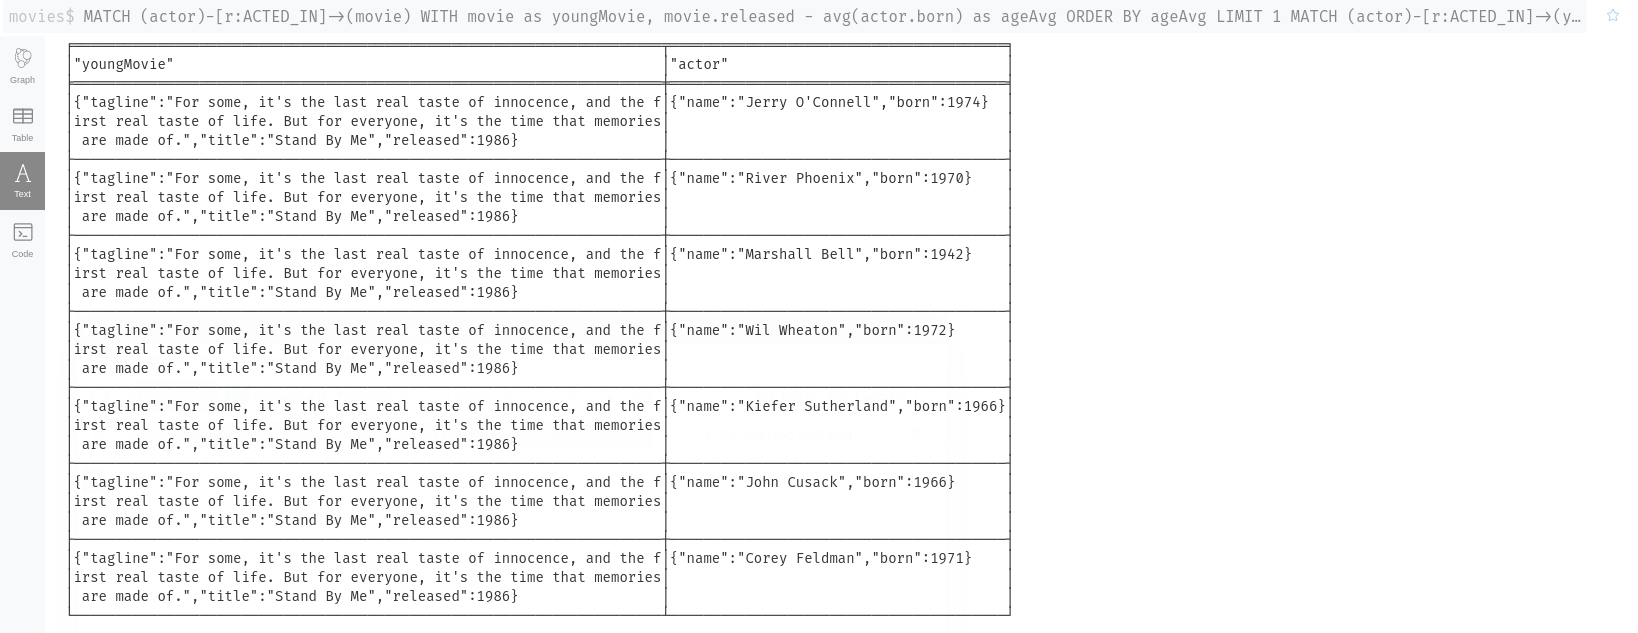 movies$ MATCH (actor)-[r:ACTED_IN]→(movie) WITH movie as youngMovie, movie.released - avg(actor.born) as ageAvg ORDER BY ageAvg LIMIT 1 MATCH (actor)-[r:ACTED_IN]→(y…
Graph
Table
Text
Code
"youngMovie" "actor"
{"tagline":"For some, it's the last real taste of innocence, and the f {"name":"Jerry O'Connell","born":1974}
irst real taste of life. But for everyone, it's the time that memories
are made of.","title":"Stand By Me","released":1986}
{"tagline":"For some, it's the last real taste of innocence, and the f {"name":"River Phoenix","born":1970}
irst real taste of life. But for everyone, it's the time that memories
are made of.","title":"Stand By Me","released":1986}
{"tagline":"For some, it's the last real taste of innocence, and the f {"name":"Marshall Bell","born":1942}
irst real taste of life. But for everyone, it's the time that memories
are made of.","title":"Stand By Me","released":1986}
{"tagline":"For some, it's the last real taste of innocence, and the f {"name":"Wil Wheaton","born":1972}
irst real taste of life. But for everyone, it's the time that memories
are made of.","title":"Stand By Me","released":1986}
{"tagline":"For some, it's the last real taste of innocence, and the f {"name":"Kiefer Sutherland","born":1966}
irst real taste of life. But for everyone, it's the time that memories
are made of.","title":"Stand By Me","released":1986}
{"tagline":"For some, it's the last real taste of innocence, and the f {"name":"John Cusack","born":1966}
irst real taste of life. But for everyone, it's the time that memories
are made of.","title":"Stand By Me","released":1986}
{"tagline":"For some, it's the last real taste of innocence, and the f {"name":"Corey Feldman","born":1971}
irst real taste of life. But for everyone, it's the time that memories
are made of.","title":"Stand By Me","released":1986}